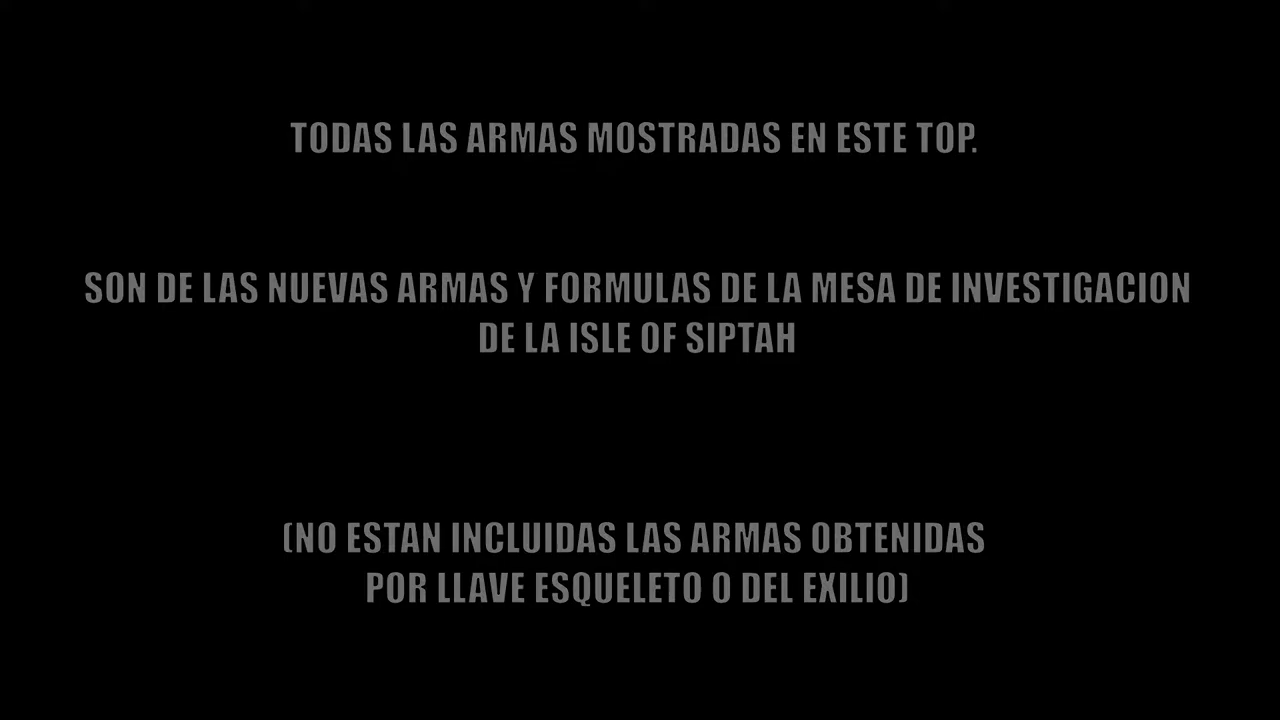 TODAS LAS ARMAS MOSTRADAS EN ESTE TOP.
SON DE LAS NUEVAS ARMAS Y FORMULAS DE LA MESA DE INVESTIGACION
DE LA ISLE OF SIPTAH
(NO ESTAN INCLUIDAS LAS ARMAS OBTENIDAS
POR LLAVE ESQUELETO O DEL EXILIO)